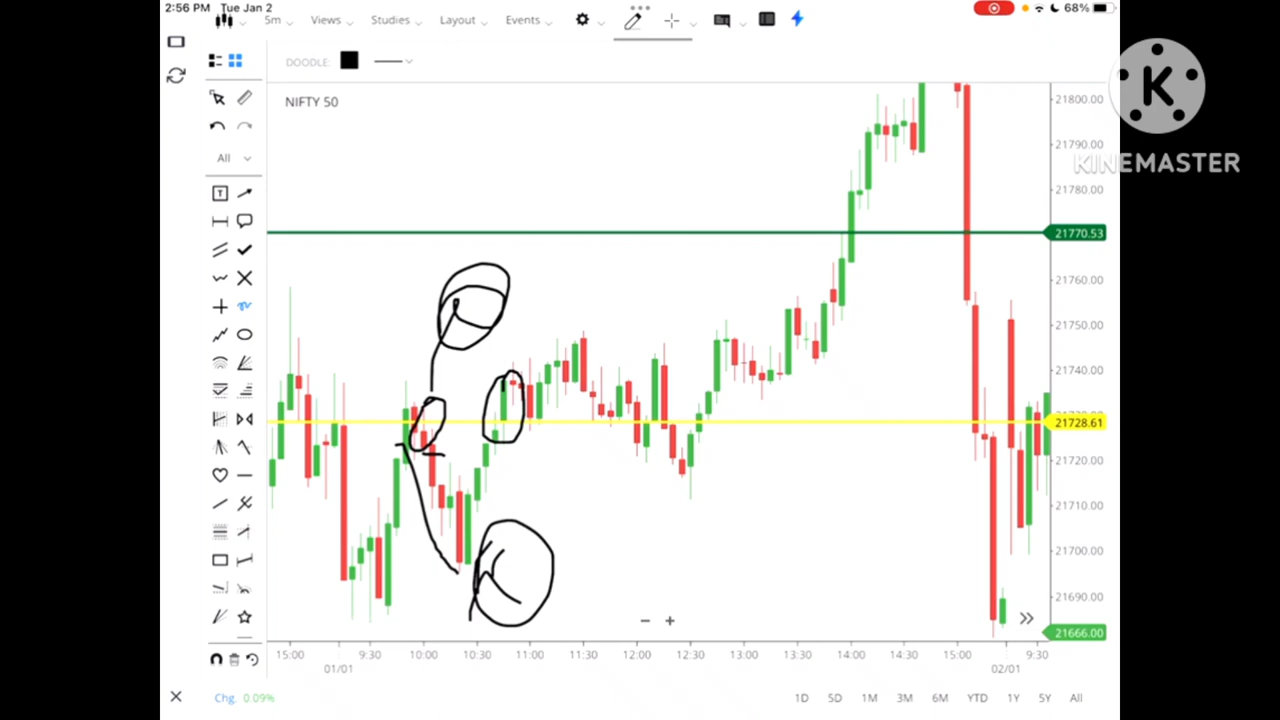 2:56 PM Tue Jan 2
68%
5m Views Studies Layout Events
DOODLE:
K
KINEMASTER
NIFTY 50
All
T
21800.00
21790.00
21780.00
21770.53
21760.00
21750.00
21740.00
21728.61
21720.00
21710.00
21700.00
21690.00
21666.00
15:00 9:30 10:00 10:30 11:00 11:30 12:00 12:30 13:00 13:30 14:00 14:30 15:00 9:30
01/01 02/01
Chg. 0.09%
1D 5D 1M 3M 6M YTD 1Y 5Y All